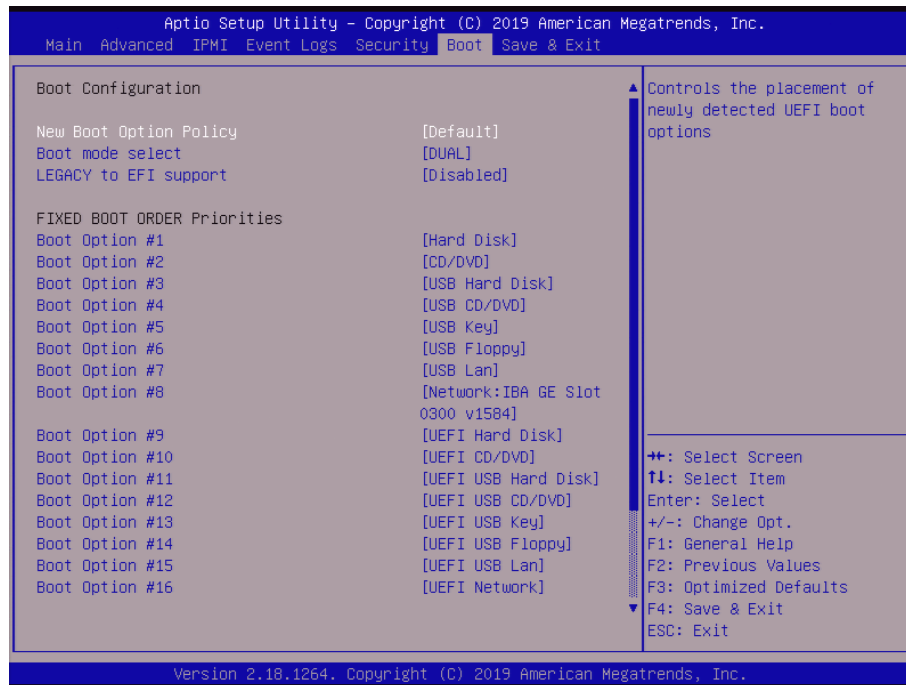 Aptio Setup Utility – Copyright (C) 2019 American Megatrends, Inc.
Main Advanced IPMI Event Logs Security Boot Save & Exit
Boot Configuration
New Boot Option Policy [Default]
Boot mode select [DUAL]
LEGACY to EFI support [Disabled]
FIXED BOOT ORDER Priorities
Boot Option #1 [Hard Disk]
Boot Option #2 [CD/DVD]
Boot Option #3 [USB Hard Disk]
Boot Option #4 [USB CD/DVD]
Boot Option #5 [USB Key]
Boot Option #6 [USB Floppy]
Boot Option #7 [USB Lan]
Boot Option #8 [Network:IBA GE Slot
0300 v1584]
Boot Option #9 [UEFI Hard Disk]
Boot Option #10 [UEFI CD/DVD]
Boot Option #11 [UEFI USB Hard Disk]
Boot Option #12 [UEFI USB CD/DVD]
Boot Option #13 [UEFI USB Key]
Boot Option #14 [UEFI USB Floppy]
Boot Option #15 [UEFI USB Lan]
Boot Option #16 [UEFI Network]
Controls the placement of
newly detected UEFI boot
options
→←: Select Screen
↑↓: Select Item
Enter: Select
+/-: Change Opt.
F1: General Help
F2: Previous Values
F3: Optimized Defaults
F4: Save & Exit
ESC: Exit
Version 2.18.1264. Copyright (C) 2019 American Megatrends, Inc.